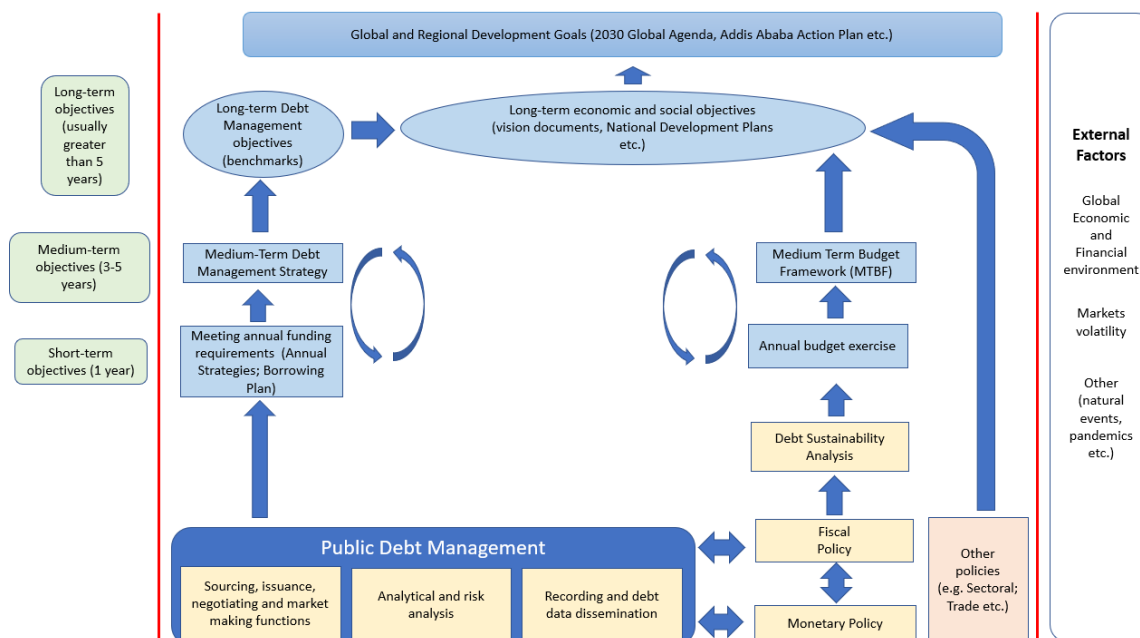 Global and Regional Development Goals (2030 Global Agenda, Addis Ababa Action Plan etc.)
Long-term
objectives
(usually
greater
than 5
years)
Long-term Debt
Management
objectives
(benchmarks)
Long-term economic and social objectives
(vision documents, National Development Plans
etc.)
Medium-term
objectives (3-5
years)
Medium-Term Debt
Management Strategy
Medium Term Budget
Framework (MTBF)
Short-term
objectives (1 year)
Meeting annual funding
requirements (Annual
Strategies; Borrowing
Plan)
Annual budget exercise
Debt Sustainability
Analysis
Public Debt Management
Sourcing, issuance,
negotiating and market
making functions
Analytical and risk
analysis
Recording and debt
data dissemination
Fiscal
Policy
Monetary Policy
Other
policies
(e.g. Sectoral;
Trade etc.)
External
Factors
Global
Economic
and
Financial
environment
Markets
volatility
Other
(natural
events,
pandemics
etc.)